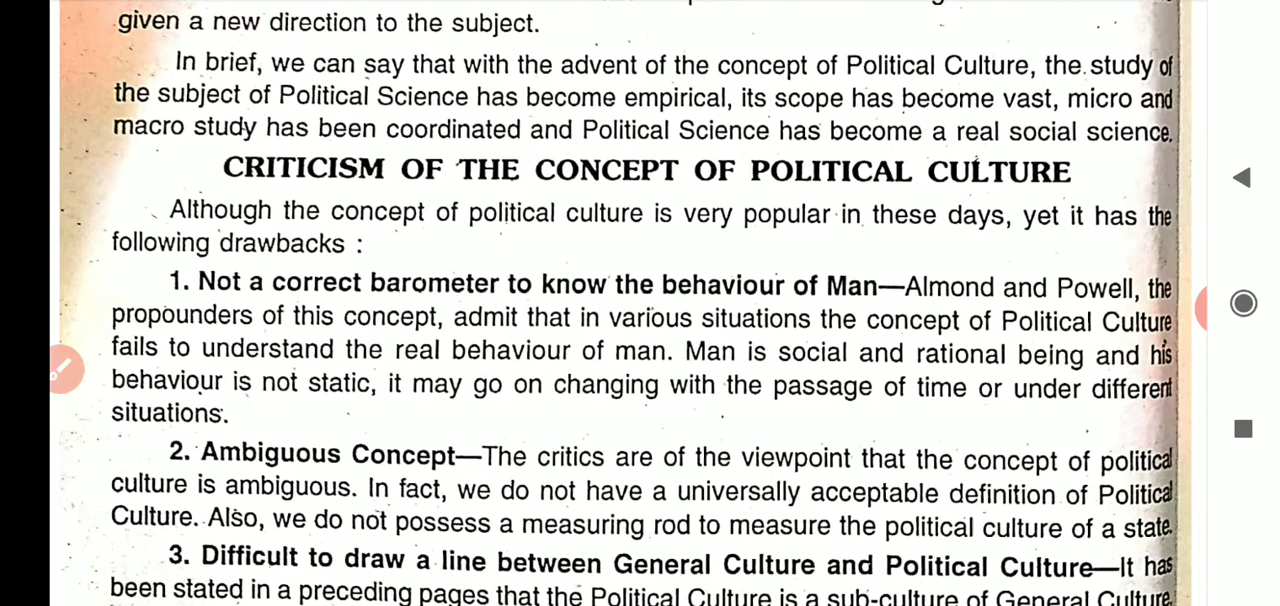 given a new direction to the subject.
In brief, we can say that with the advent of the concept of Political Culture, the study of
the subject of Political Science has become empirical, its scope has become vast, micro and
macro study has been coordinated and Political Science has become a real social science.
CRITICISM OF THE CONCEPT OF POLITICAL CULTURE
Although the concept of political culture is very popular in these days, yet it has the
following drawbacks :
1. Not a correct barometer to know the behaviour of Man—Almond and Powell, the
propounders of this concept, admit that in various situations the concept of Political Culture
fails to understand the real behaviour of man. Man is social and rational being and his
behaviour is not static, it may go on changing with the passage of time or under different
situations.
2. Ambiguous Concept—The critics are of the viewpoint that the concept of political
culture is ambiguous. In fact, we do not have a universally acceptable definition of Political
Culture. Also, we do not possess a measuring rod to measure the political culture of a state.
3. Difficult to draw a line between General Culture and Political Culture—It has
been stated in a preceding pages that the Political Culture is a sub-culture of General Culture.